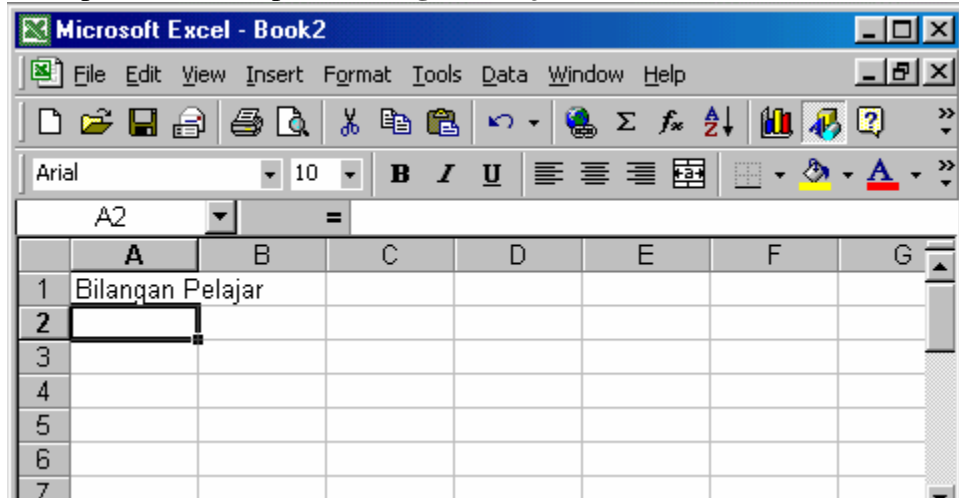 Microsoft Excel - Book2
File Edit View Insert Format Tools Data Window Help
Arial 10 B I U A
A2 =
A B C D E F G
1 Bilangan Pelajar
2
3
4
5
6
7